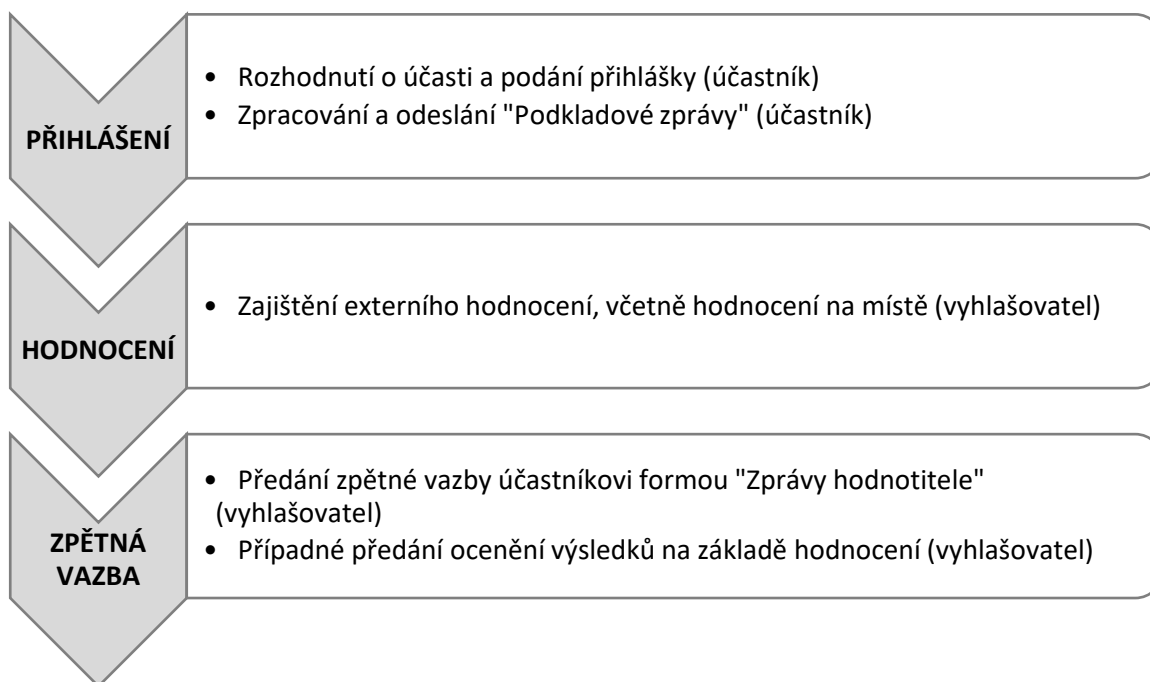 PŘIHLÁŠENÍ
• Rozhodnutí o účasti a podání přihlášky (účastník)
• Zpracování a odeslání "Podkladové zprávy" (účastník)
HODNOCENÍ
• Zajištění externího hodnocení, včetně hodnocení na místě (vyhlašovatel)
ZPĚTNÁ
VAZBA
• Předání zpětné vazby účastníkovi formou "Zprávy hodnotitele"
(vyhlašovatel)
• Případné předání ocenění výsledků na základě hodnocení (vyhlašovatel)